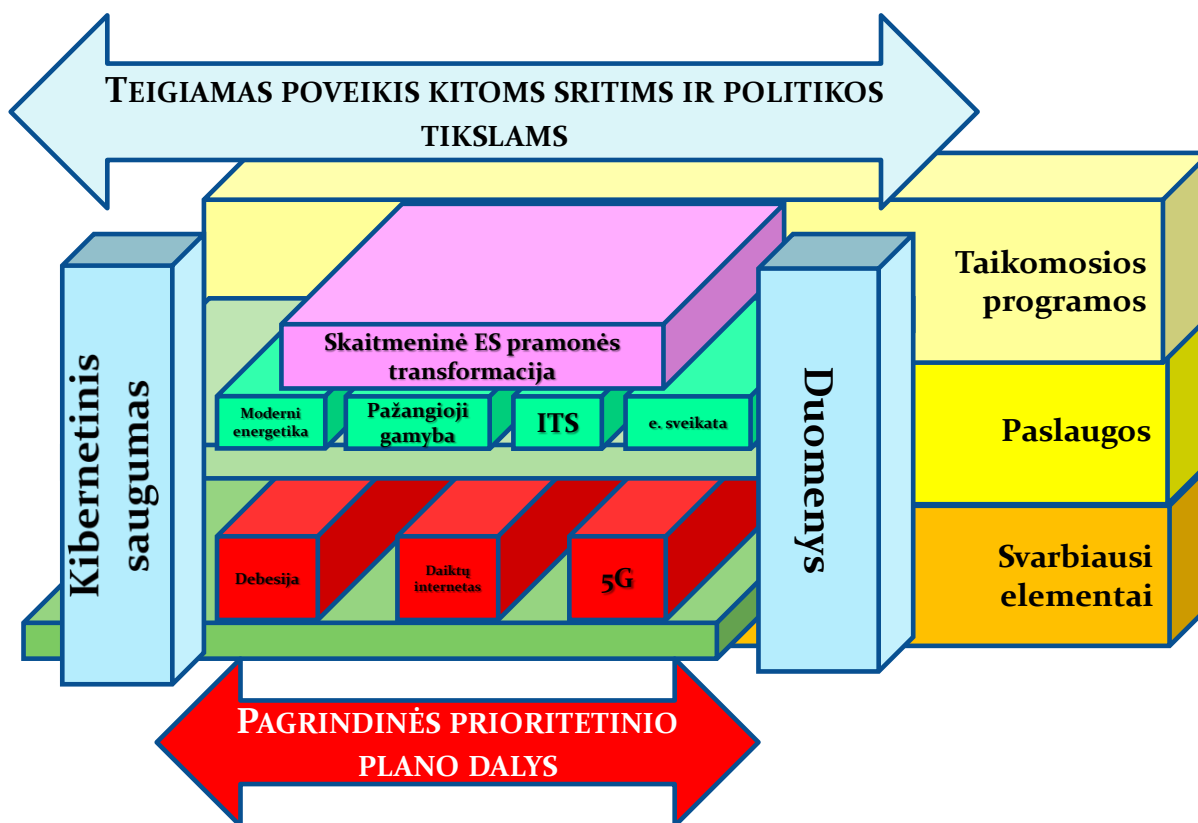 TEIGIAMAS POVEIKIS KITOMS SRITIMS IR POLITIKOS
TIKSLAMS
Taikomosios
programos
Skaitmeninė ES pramonės
transformacija
Kibernetinis
saugumas
Duomenys
Moderni
energetika
Pažangioji
gamyba
ITS
e. sveikata
Paslaugos
Debesija
Daiktų
internetas
5G
Svarbiausi
elementai
PAGRINDINĖS PRIORITETINIO
PLANO DALYS